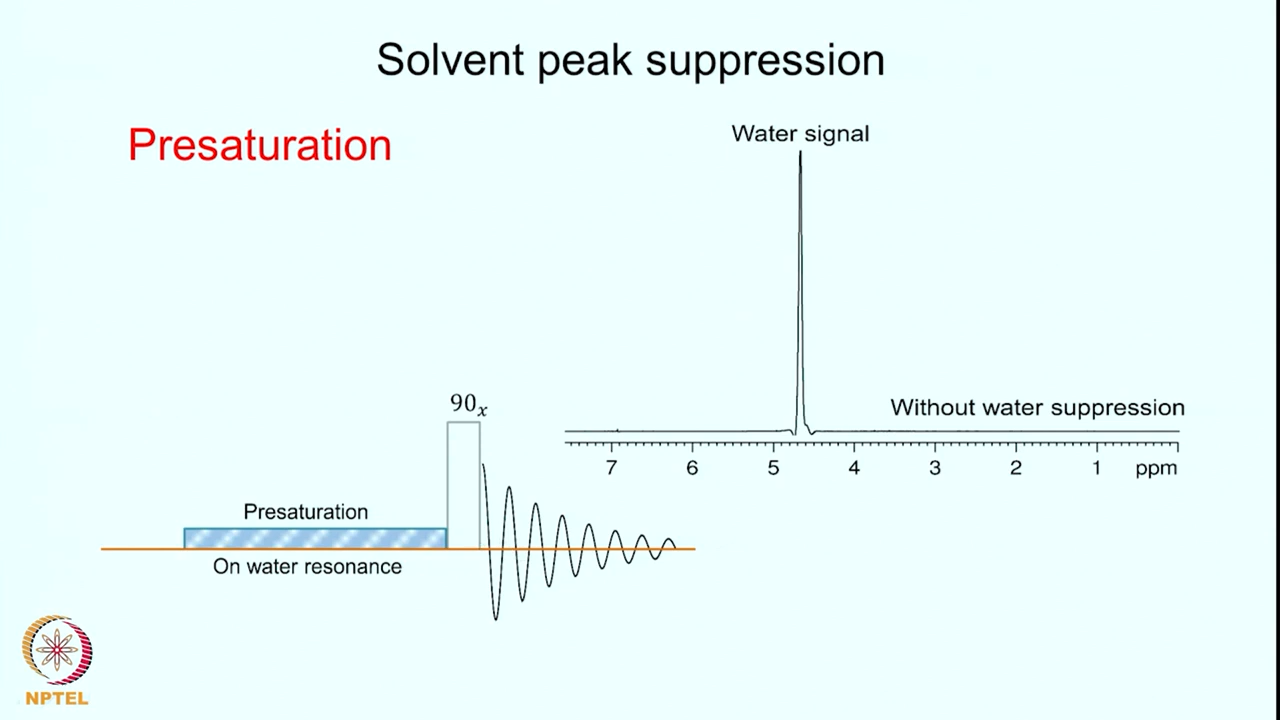 Solvent peak suppression
Presaturation
Water signal
Without water suppression
7 6 5 4 3 2 1 ppm
90x
Presaturation
On water resonance
NPTEL